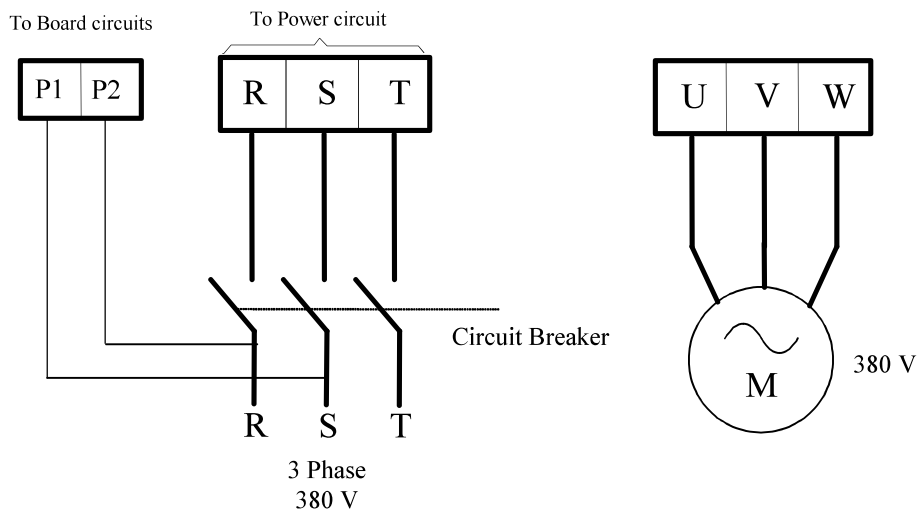 To Board circuits
To Power circuit
P1 P2
R S T
U V W
Circuit Breaker
M
380 V
R S T
3 Phase
380 V